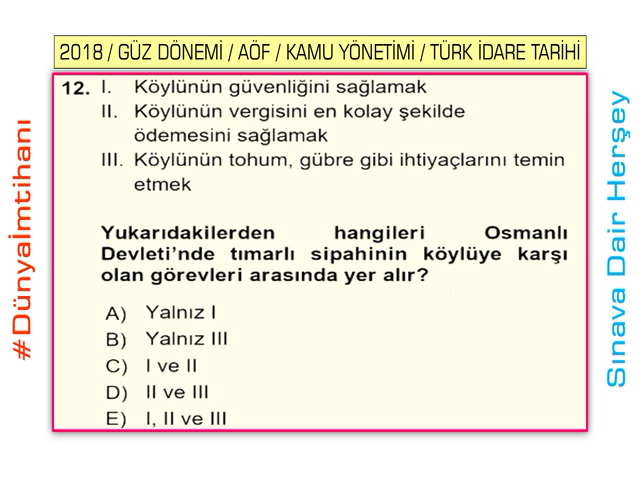 2018 / GÜZ DÖNEMİ / AÖF / KAMU YÖNETİMİ / TÜRK İDARE TARİHİ
12. I. Köylünün güvenliğini sağlamak
II. Köylünün vergisini en kolay şekilde
ödemesini sağlamak
III. Köylünün tohum, gübre gibi ihtiyaçlarını temin
etmek
Yukarıdakilerden hangileri Osmanlı
Devleti'nde tımarlı sipahinin köylüye karşı
olan görevleri arasında yer alır?
A) Yalnız I
B) Yalnız III
C) I ve II
D) II ve III
E) I, II ve III
#Dünyaİmtihanı
Sınava Dair Herşey